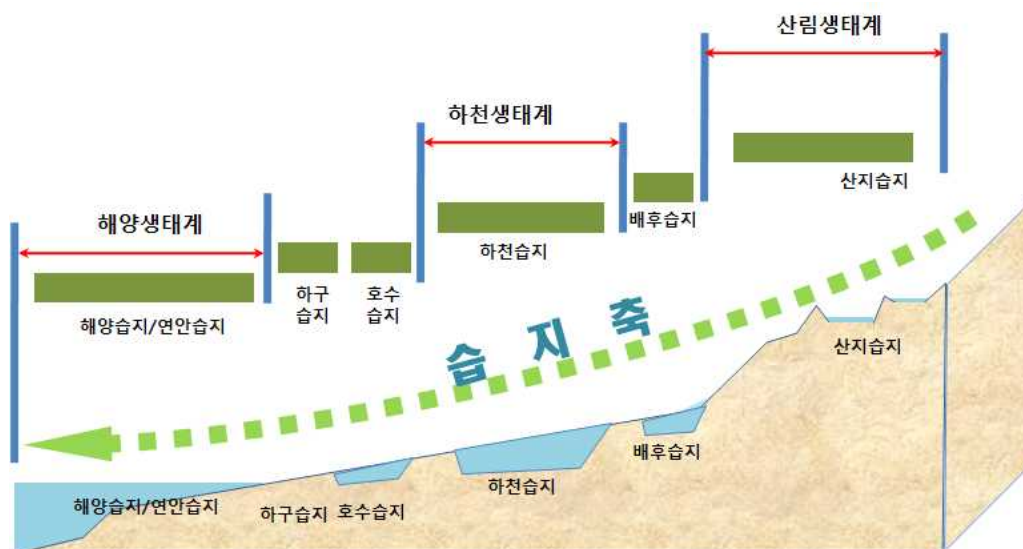 산림생태계
하천생태계
산지습지
해양생태계
배후습지
하천습지
하구
습지
호수
습지
해양습지/연안습지
습 지 축
산지습지
배후습지
하천습지
해양습지/연안습지
하구습지
호수습지